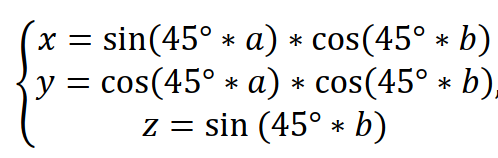 x = sin(45° * a) * cos(45° * b)
y = cos(45° * a) * cos(45° * b),
z = sin (45° * b)